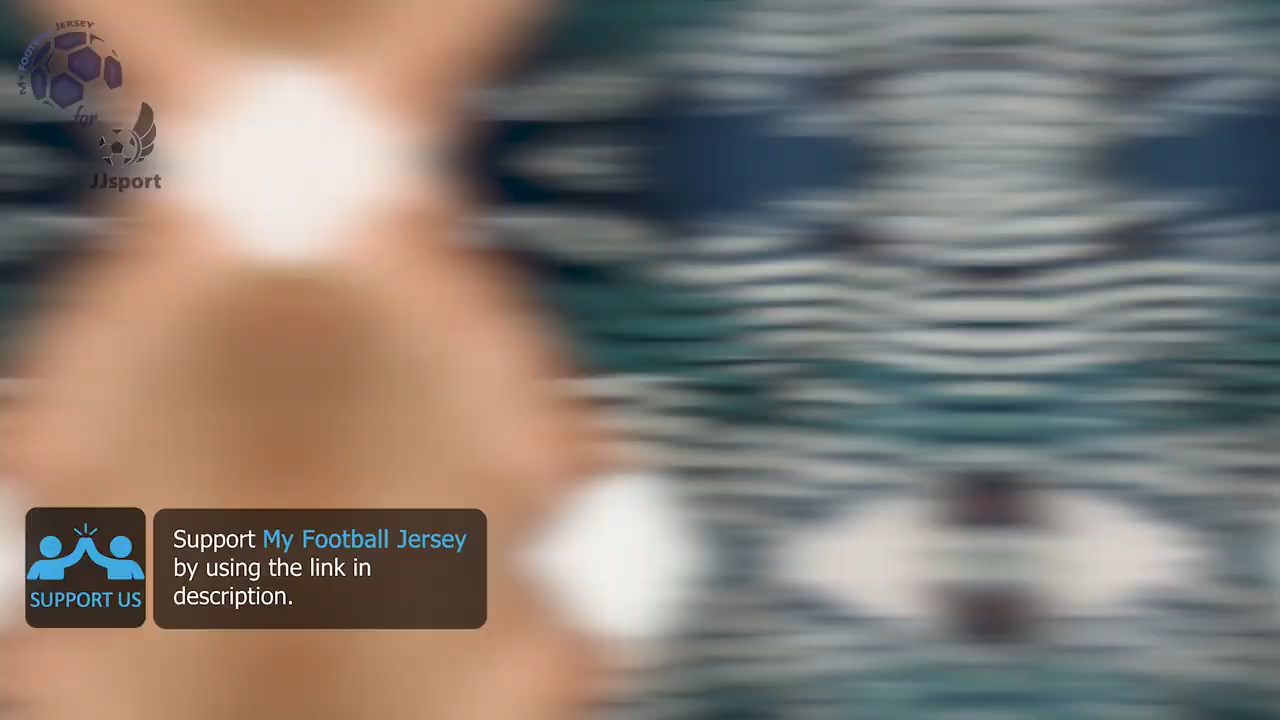 My FOOTBALL JERSEY
for
JJsport
Support My Football Jersey
by using the link in
description.
SUPPORT US